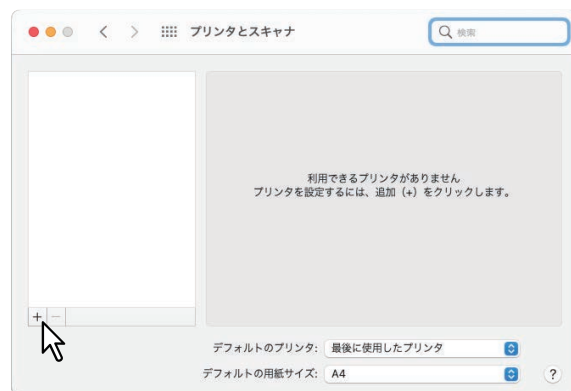 プリンタとスキャナ
検索
利用できるプリンタがありません
プリンタを設定するには、追加（+）をクリックします。
+ −
デフォルトのプリンタ: 最後に使用したプリンタ
デフォルトの用紙サイズ: A4
?